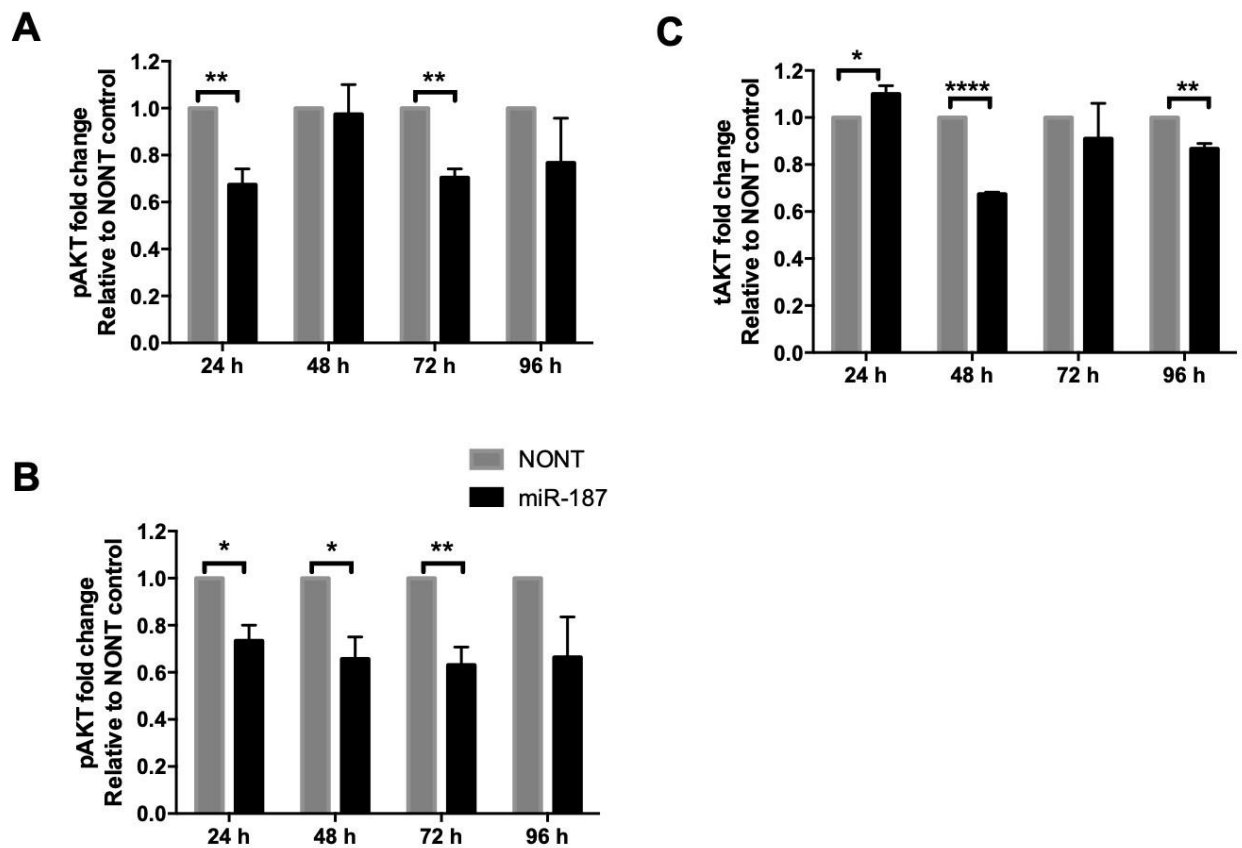 A
pAKT fold change
Relative to NONT control
1.2
1.0
0.8
0.6
0.4
0.2
0.0
** **
24 h 48 h 72 h 96 h
C
tAKT fold change
Relative to NONT control
1.2
1.0
0.8
0.6
0.4
0.2
0.0
* **** **
24 h 48 h 72 h 96 h
NONT
miR-187
B
pAKT fold change
Relative to NONT control
1.2
1.0
0.8
0.6
0.4
0.2
0.0
* * **
24 h 48 h 72 h 96 h